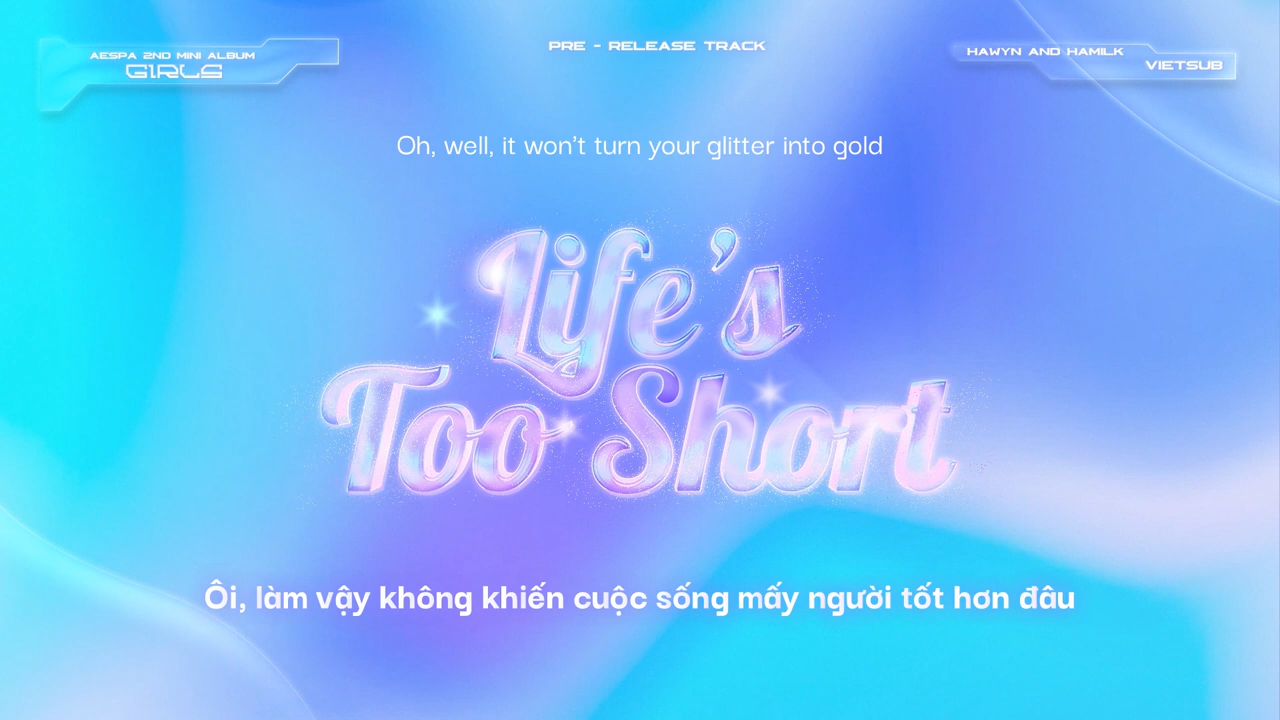 AESPA 2ND MINI ALBUM
GIRLS
PRE - RELEASE TRACK
HAWYN AND HAMILK
VIETSUB
Oh, well, it won't turn your glitter into gold
Life's
Too Short
Ôi, làm vậy không khiến cuộc sống mấy người tốt hơn đâu